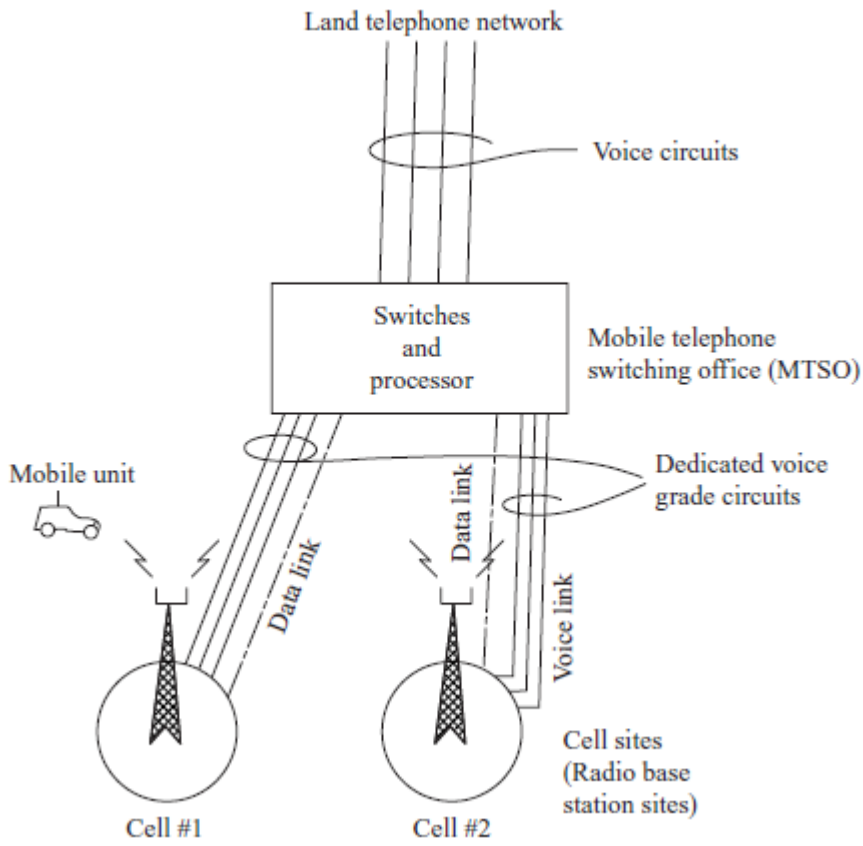 Land telephone network
Voice circuits
Switches
and
processor
Mobile telephone
switching office (MTSO)
Mobile unit
Dedicated voice
grade circuits
Data link
Data link
Voice link
Cell sites
(Radio base
station sites)
Cell #1
Cell #2